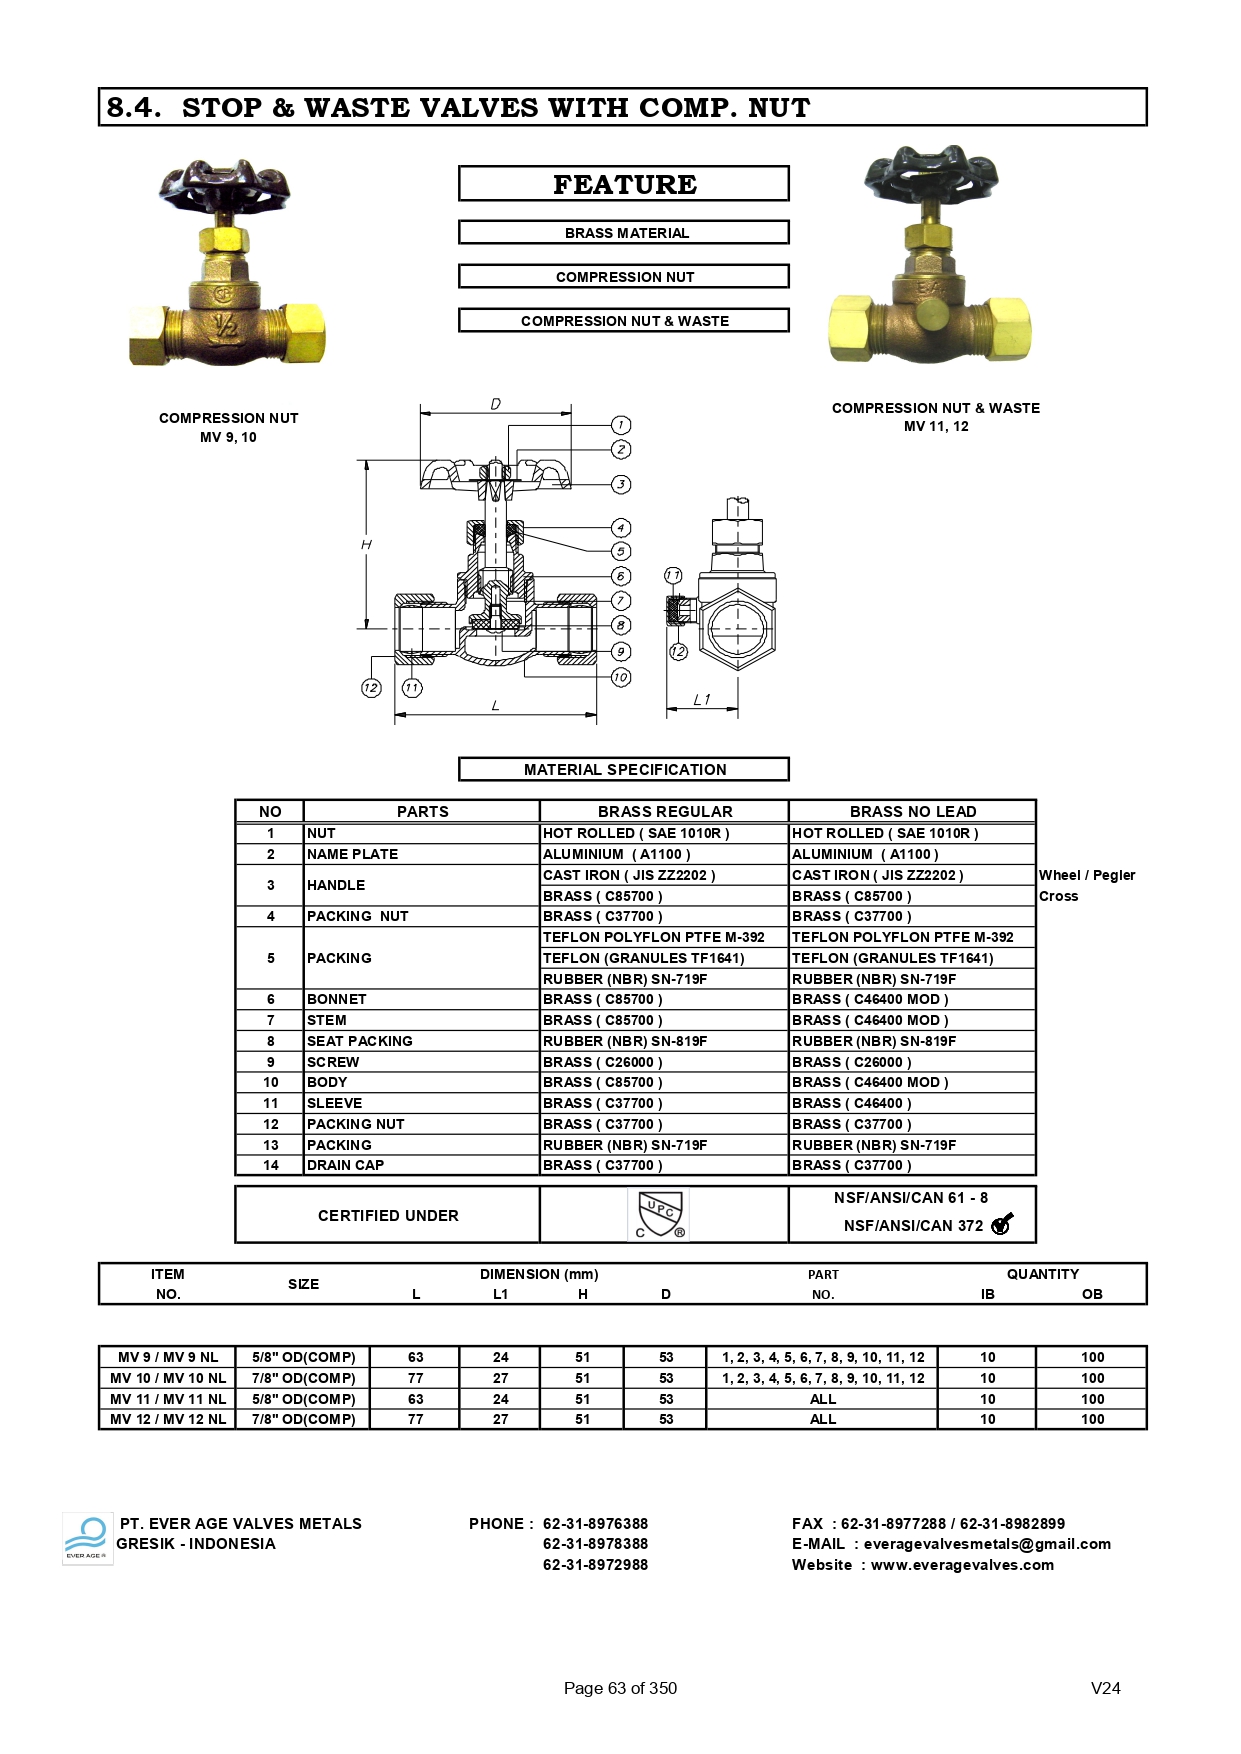 8.4. STOP & WASTE VALVES WITH COMP. NUT
FEATURE
BRASS MATERIAL
COMPRESSION NUT
COMPRESSION NUT & WASTE
1/2
E.A.
COMPRESSION NUT
MV 9, 10
COMPRESSION NUT & WASTE
MV 11, 12
D
1
2
3
4
H
5
6
7
8
9
10
12 11
L
11
12
L1
MATERIAL SPECIFICATION
NO PARTS BRASS REGULAR BRASS NO LEAD
1 NUT HOT ROLLED ( SAE 1010R ) HOT ROLLED ( SAE 1010R )
2 NAME PLATE ALUMINIUM ( A1100 ) ALUMINIUM ( A1100 )
3 HANDLE CAST IRON ( JIS ZZ2202 ) CAST IRON ( JIS ZZ2202 ) Wheel / Pegler
BRASS ( C85700 ) BRASS ( C85700 ) Cross
4 PACKING NUT BRASS ( C37700 ) BRASS ( C37700 )
5 PACKING TEFLON POLYFLON PTFE M-392 TEFLON POLYFLON PTFE M-392
TEFLON (GRANULES TF1641) TEFLON (GRANULES TF1641)
RUBBER (NBR) SN-719F RUBBER (NBR) SN-719F
6 BONNET BRASS ( C85700 ) BRASS ( C46400 MOD )
7 STEM BRASS ( C85700 ) BRASS ( C46400 MOD )
8 SEAT PACKING RUBBER (NBR) SN-819F RUBBER (NBR) SN-819F
9 SCREW BRASS ( C26000 ) BRASS ( C26000 )
10 BODY BRASS ( C85700 ) BRASS ( C46400 MOD )
11 SLEEVE BRASS ( C37700 ) BRASS ( C46400 )
12 PACKING NUT BRASS ( C37700 ) BRASS ( C37700 )
13 PACKING RUBBER (NBR) SN-719F RUBBER (NBR) SN-719F
14 DRAIN CAP BRASS ( C37700 ) BRASS ( C37700 )
CERTIFIED UNDER UPC C ® NSF/ANSI/CAN 61 - 8
NSF/ANSI/CAN 372
ITEM SIZE DIMENSION (mm) PART QUANTITY
NO. L L1 H D NO. IB OB
MV 9 / MV 9 NL 5/8" OD(COMP) 63 24 51 53 1, 2, 3, 4, 5, 6, 7, 8, 9, 10, 11, 12 10 100
MV 10 / MV 10 NL 7/8" OD(COMP) 77 27 51 53 1, 2, 3, 4, 5, 6, 7, 8, 9, 10, 11, 12 10 100
MV 11 / MV 11 NL 5/8" OD(COMP) 63 24 51 53 ALL 10 100
MV 12 / MV 12 NL 7/8" OD(COMP) 77 27 51 53 ALL 10 100
EVER AGE ®
PT. EVER AGE VALVES METALS PHONE : 62-31-8976388 FAX : 62-31-8977288 / 62-31-8982899
GRESIK - INDONESIA 62-31-8978388 E-MAIL : everagevalvesmetals@gmail.com
62-31-8972988 Website : www.everagevalves.com
Page 63 of 350 V24